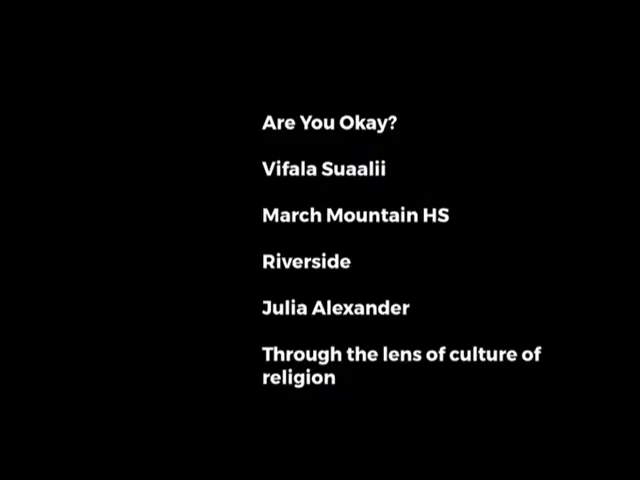 Are You Okay?
Vifala Suaalii
March Mountain HS
Riverside
Julia Alexander
Through the lens of culture of
religion